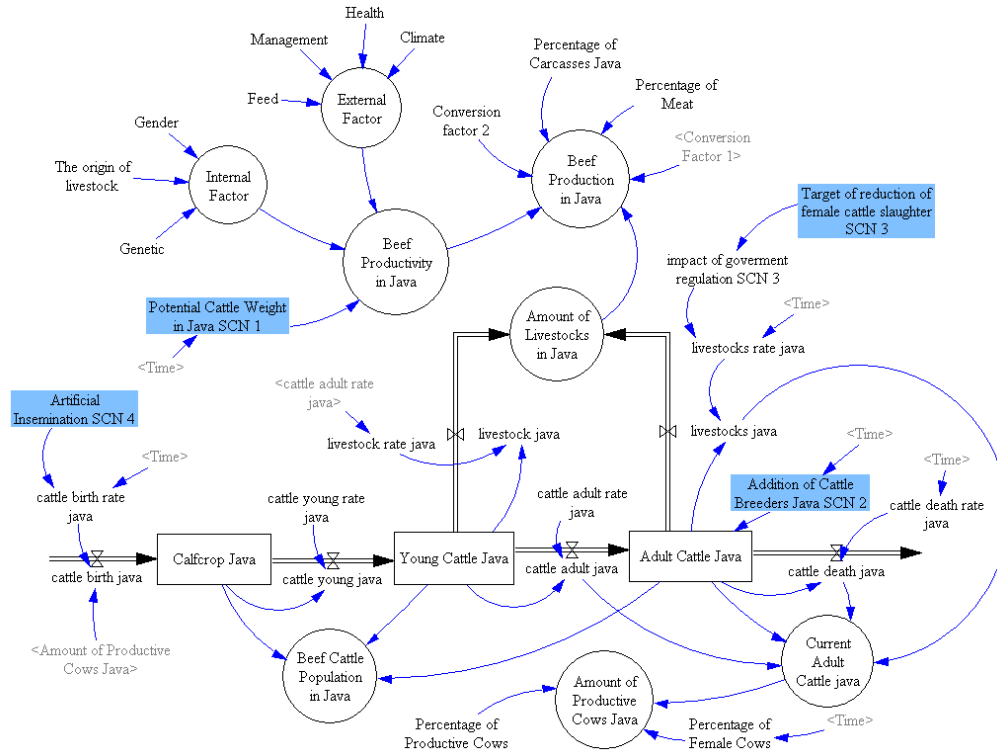 Health
Management
Climate
Feed
External
Factor
Percentage of
Carcasses Java
Percentage of
Meat
Conversion
factor 2
<Conversion
Factor 1>
Gender
The origin of
livestock
Internal
Factor
Genetic
Beef
Production
in Java
Beef
Productivity
in Java
Target of reduction of
female cattle slaughter
SCN 3
impact of goverment
regulation SCN 3
Potential Cattle Weight
in Java SCN 1
<Time>
Amount of
Livestocks
in Java
<Time>
livestocks rate java
Artificial
Insemination SCN 4
<cattle adult rate
java>
livestock rate java
livestock java
livestocks java
<Time>
<Time>
<Time>
cattle birth rate
java
cattle young rate
java
cattle adult rate
java
Addition of Cattle
Breeders Java SCN 2
cattle death rate
java
Calfcrop Java
Young Cattle Java
Adult Cattle Java
cattle birth java
cattle young java
cattle adult java
cattle death java
<Amount of Productive
Cows Java>
Beef Cattle
Population
in Java
Amount of
Productive
Cows Java
Current
Adult
Cattle java
Percentage of
Productive Cows
Percentage of
Female Cows
<Time>